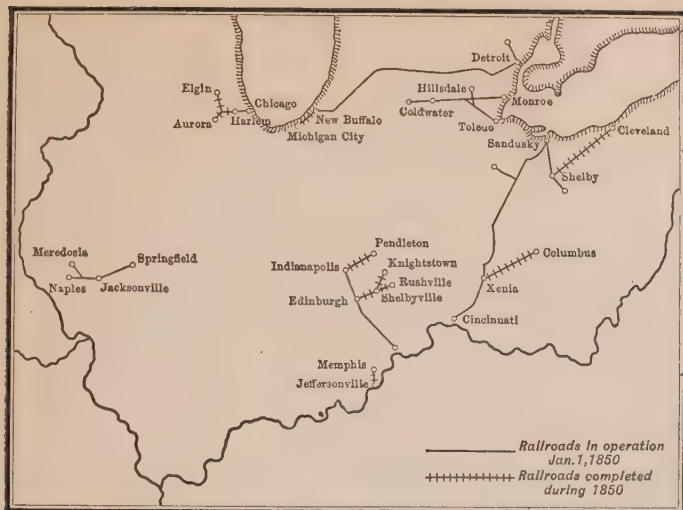 Detroit
Elgin
Hillsdale
Chicago
Monroe
Coldwater
New Buffalo
Aurora
Harlem
Toledo
Cleveland
Michigan City
Sandusky
Shelby
Pendleton
Meredosia
Springfield
Columbus
Indianapolis
Knightstown
Rushville
Naples
Jacksonville
Xenia
Edinburgh
Shelbyville
Cincinnati
Memphis
Jeffersonville
Railroads in operation
Jan.1,1850
Railroads completed
during 1850